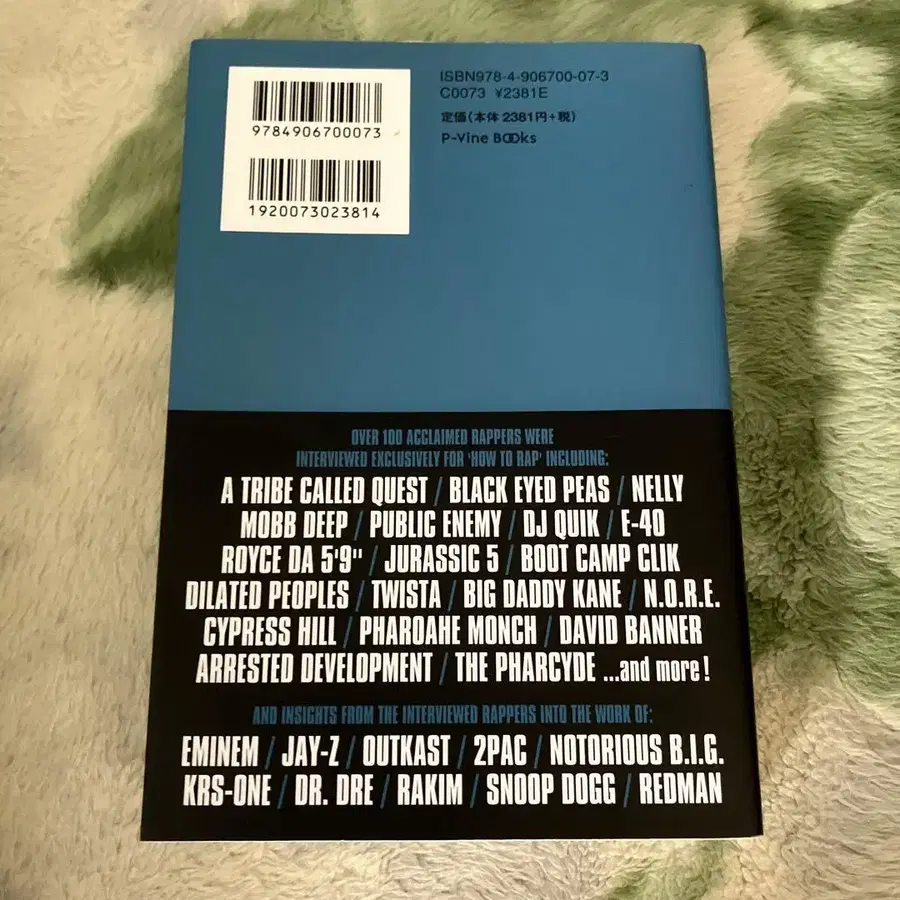 9784906700073
1920073023814
ISBN978-4-906700-07-3
C0073 ¥2381E
定価(本体 2381円+税)
P-Vine BOOks
OVER 100 ACCLAIMED RAPPERS WERE
INTERVIEWED EXCLUSIVELY FOR 'HOW TO RAP' INCLUDING:
A TRIBE CALLED QUEST / BLACK EYED PEAS / NELLY
MOBB DEEP / PUBLIC ENEMY / DJ QUIK / E-40
ROYCE DA 5'9" / JURASSIC 5 / BOOT CAMP CLIK
DILATED PEOPLES / TWISTA / BIG DADDY KANE / N.O.R.E.
CYPRESS HILL / PHAROAHE MONCH / DAVID BANNER
ARRESTED DEVELOPMENT / THE PHARCYDE ...and more!
AND INSIGHTS FROM THE INTERVIEWED RAPPERS INTO THE WORK OF:
EMINEM / JAY-Z / OUTKAST / 2PAC / NOTORIOUS B.I.G.
KRS-ONE / DR. DRE / RAKIM / SNOOP DOGG / REDMAN